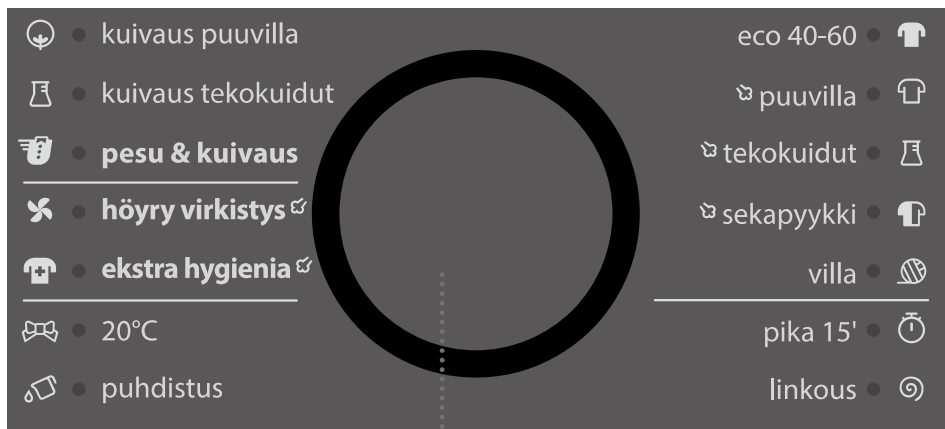 kuivaus puuvilla
kuivaus tekokuidut
pesu & kuivaus
höyry virkistys
ekstra hygienia
20°C
puhdistus
eco 40-60
puuvilla
tekokuidut
sekapyykki
villa
pika 15'
linkous